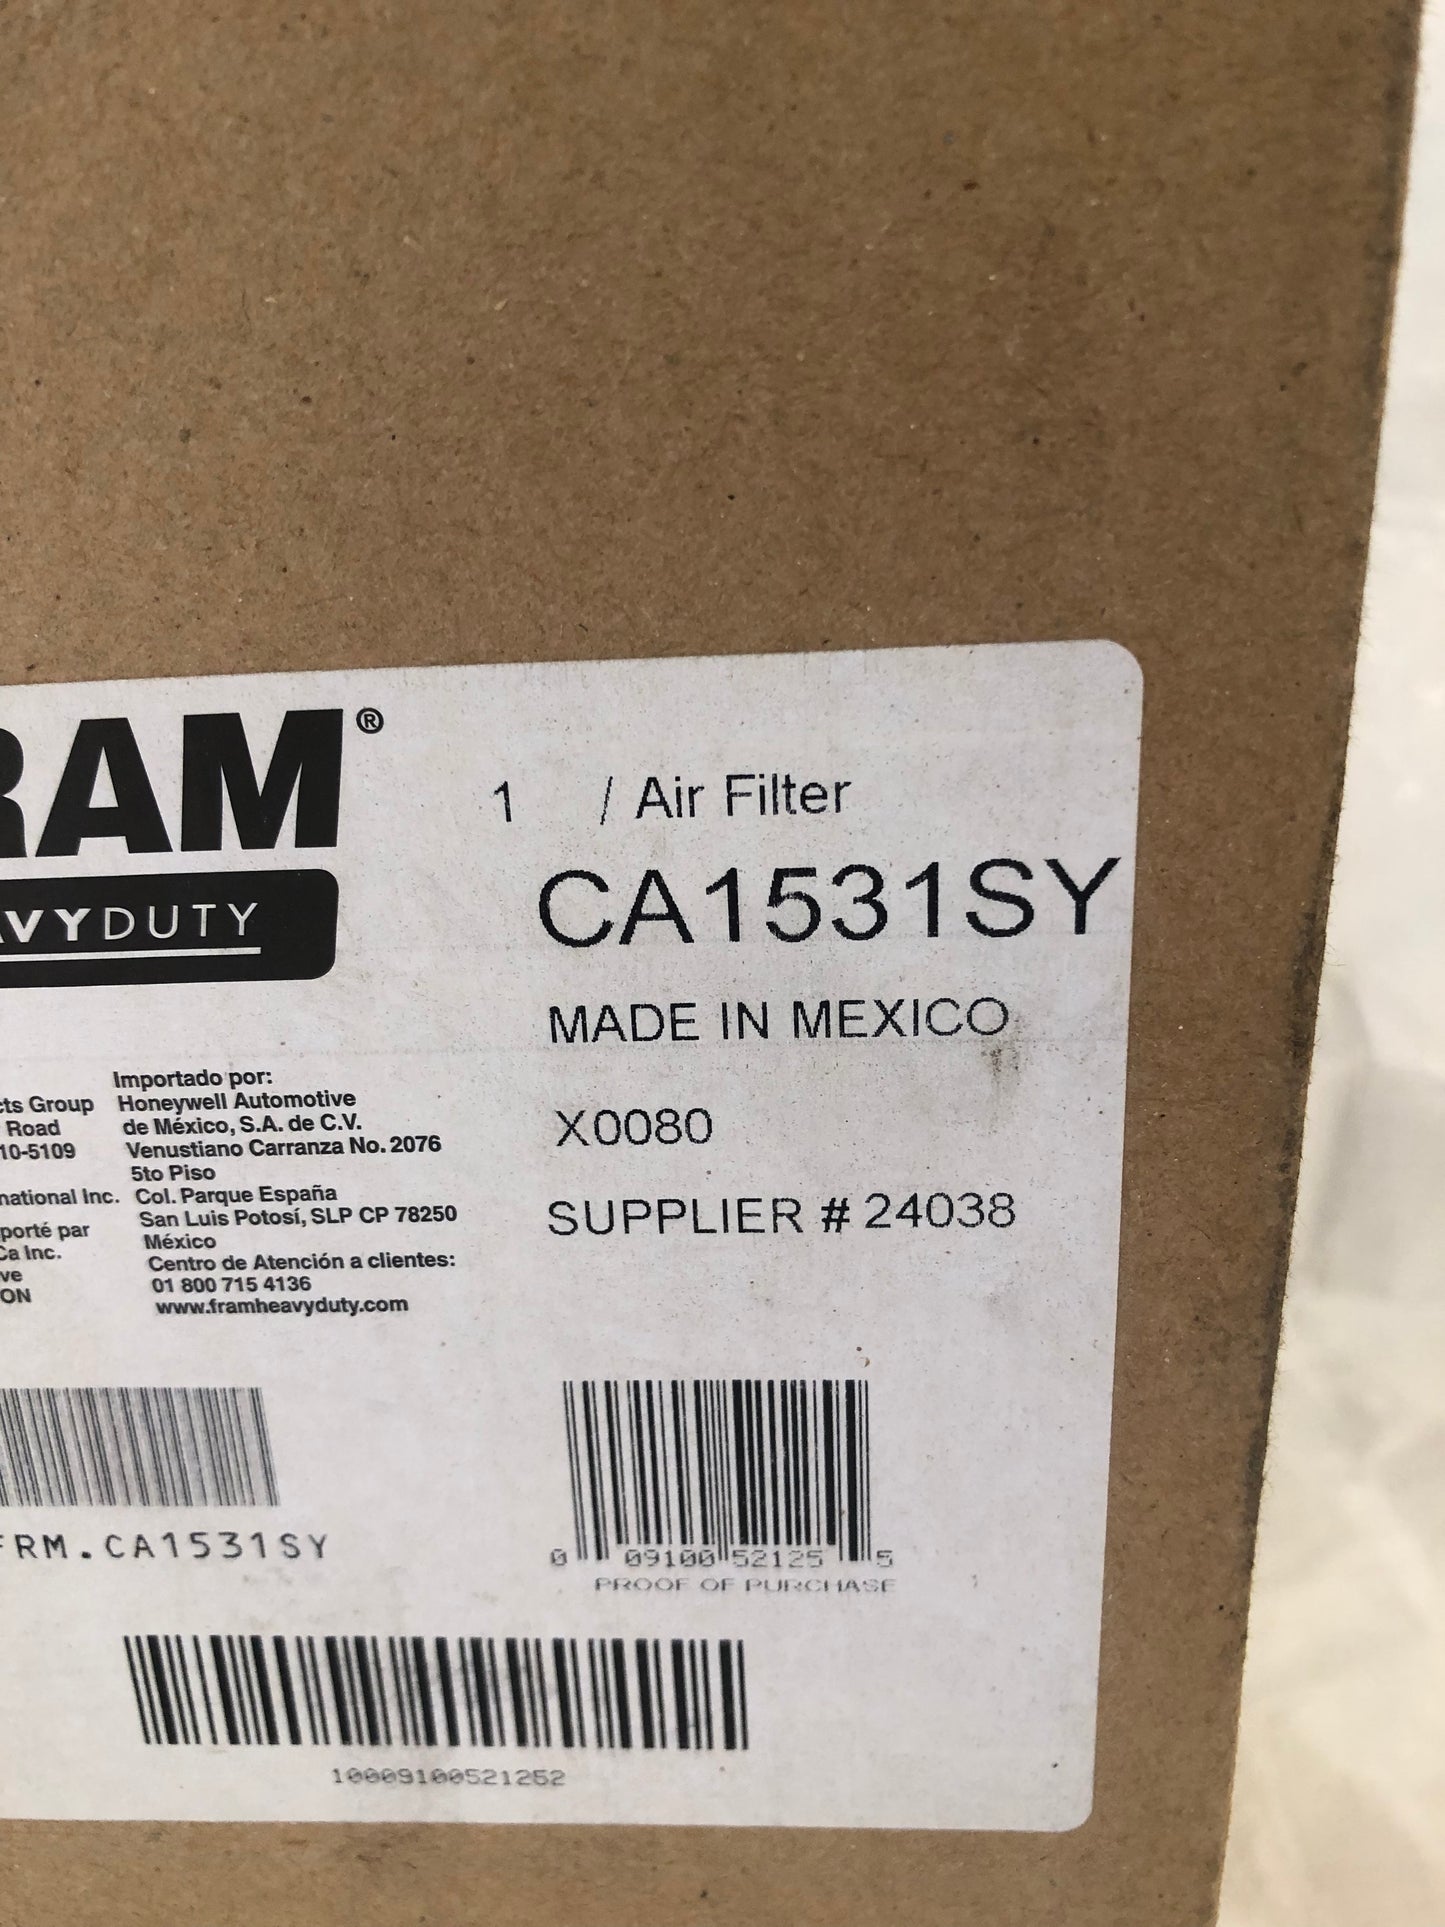 RAM®
AVYDUTY
1 / Air Filter
CA1531SY
MADE IN MEXICO
X0080
SUPPLIER # 24038
cts Group
Road
10-5109
national Inc.
porté par
Ca Inc.
ve
ON
Importado por:
Honeywell Automotive
de México, S.A. de C.V.
Venustiano Carranza No. 2076
5to Piso
Col. Parque España
San Luis Potosí, SLP CP 78250
México
Centro de Atención a clientes:
01 800 715 4136
www.framheavyduty.com
FRM.CA1531SY
0 09100 52125 5
PROOF OF PURCHASE
10009100521252